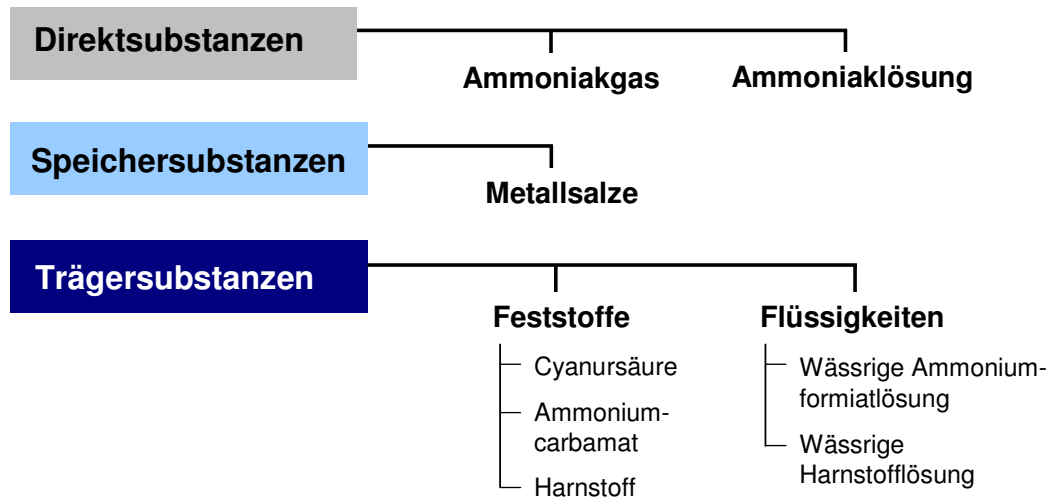 Direktsubstanzen
Ammoniakgas
Ammoniaklösung
Speichersubstanzen
Metallsalze
Trägersubstanzen
Feststoffe
Cyanursäure
Ammonium-
carbamat
Harnstoff
Flüssigkeiten
Wässrige Ammonium-
formiatlösung
Wässrige
Harnstofflösung